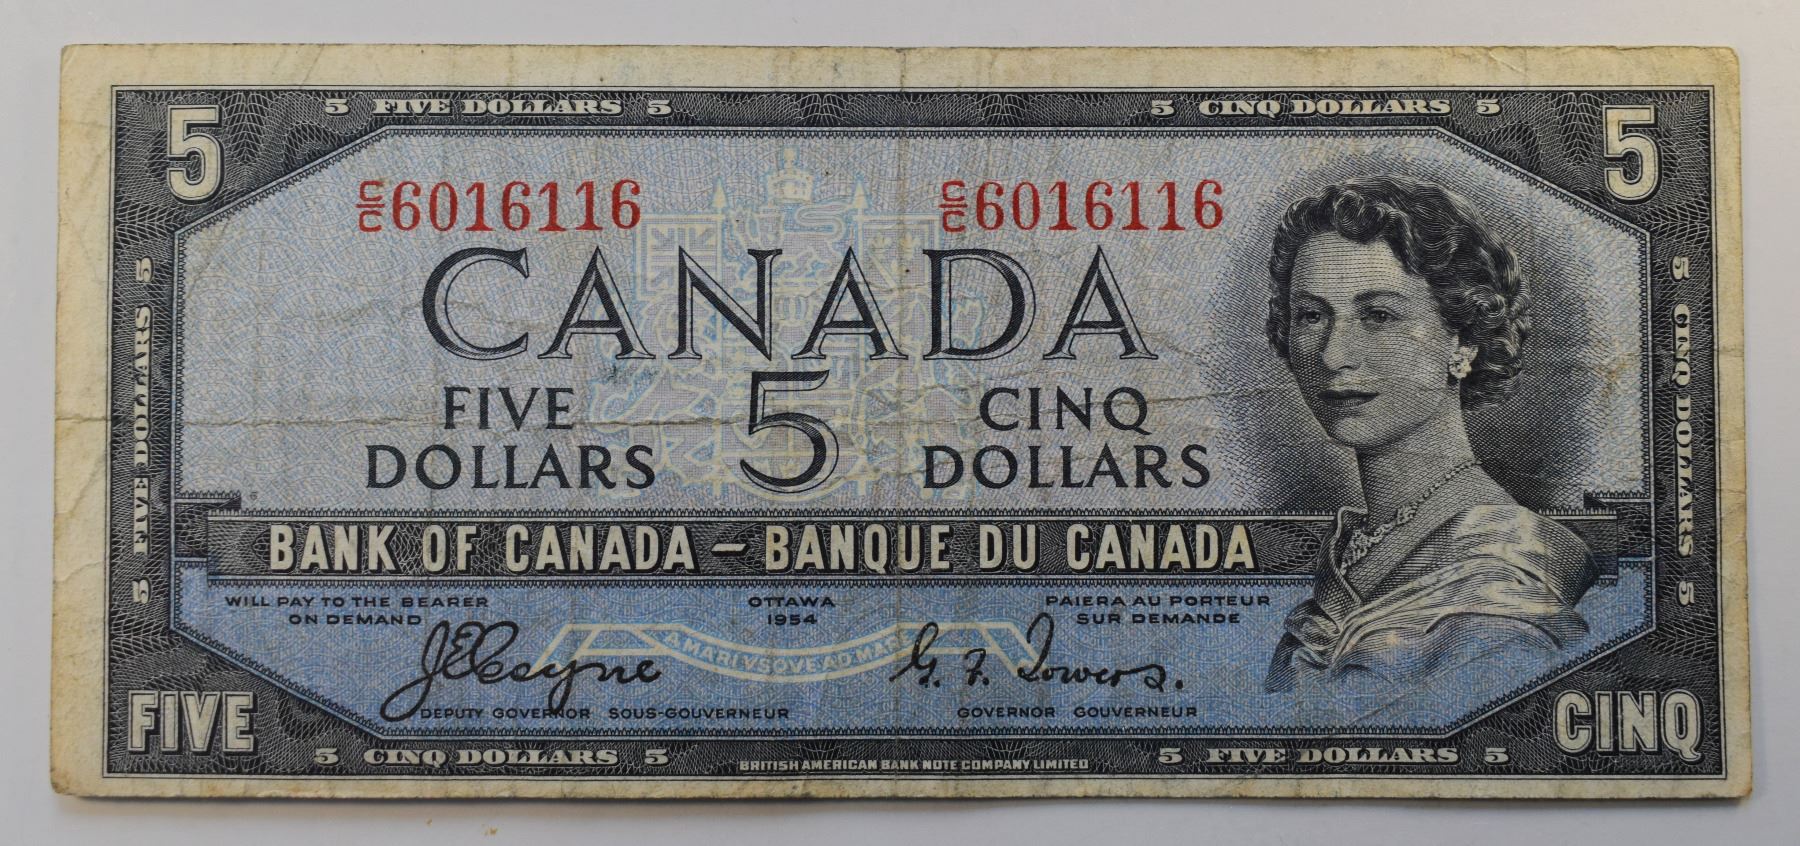 5 FIVE DOLLARS 5
5 CINQ DOLLARS 5
5
5
C/C 6016116
C/C 6016116
CANADA
FIVE DOLLARS
5
CINQ DOLLARS
5 FIVE DOLLARS 5
5 CINQ DOLLARS 5
BANK OF CANADA – BANQUE DU CANADA
WILL PAY TO THE BEARER
ON DEMAND
OTTAWA
1954
PAIERA AU PORTEUR
SUR DEMANDE
A MARI VSQVE AD MARE
J E Coyne
G. F. Towers.
DEPUTY GOVERNOR SOUS-GOUVERNEUR
GOVERNOR GOUVERNEUR
FIVE
CINQ
5 CINQ DOLLARS 5
5 FIVE DOLLARS 5
BRITISH AMERICAN BANK NOTE COMPANY LIMITED